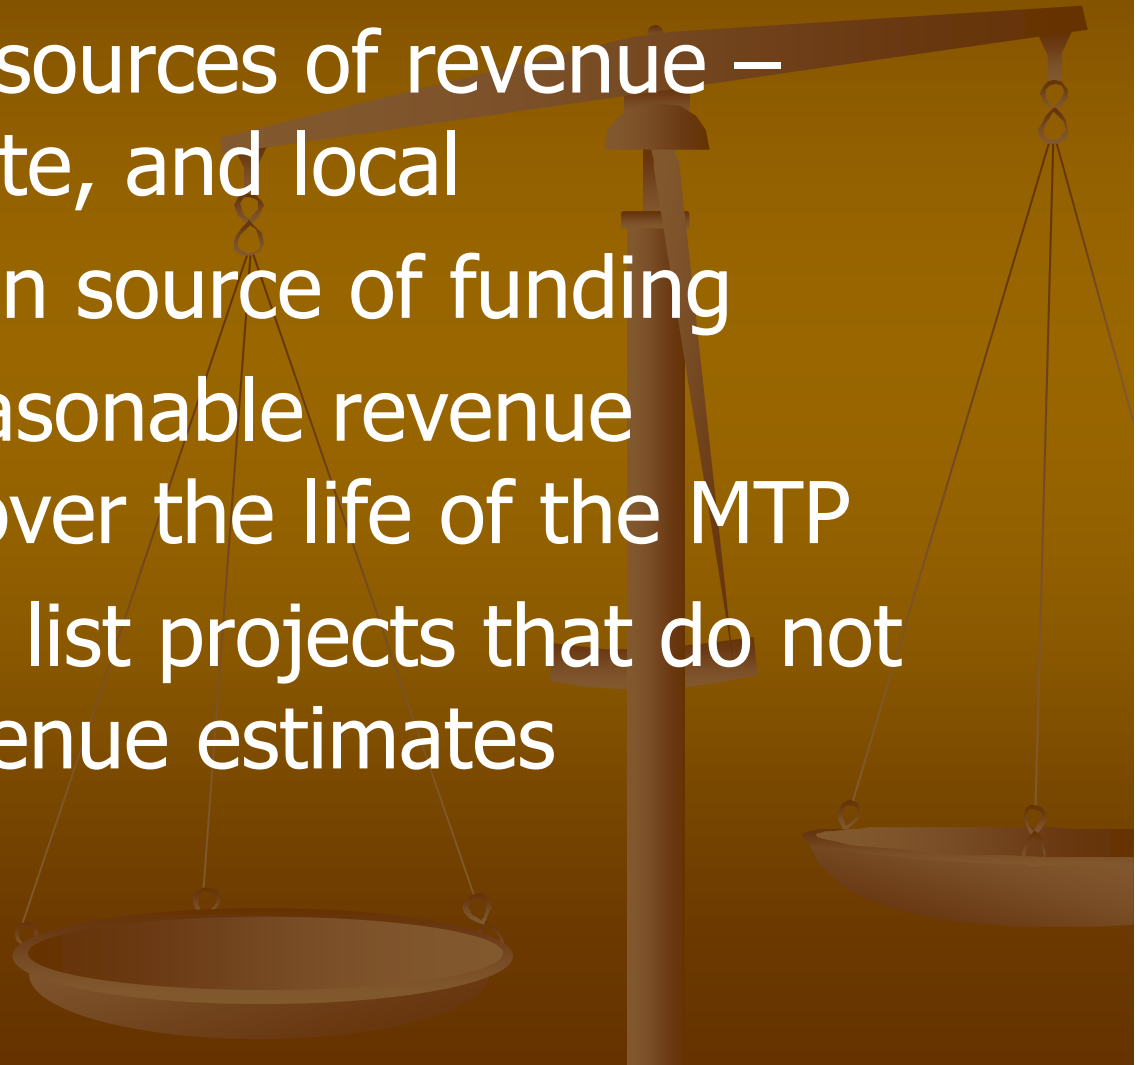 sources of revenue –
te, and local
n source of funding
asonable revenue
over the life of the MTP
list projects that do not
enue estimates